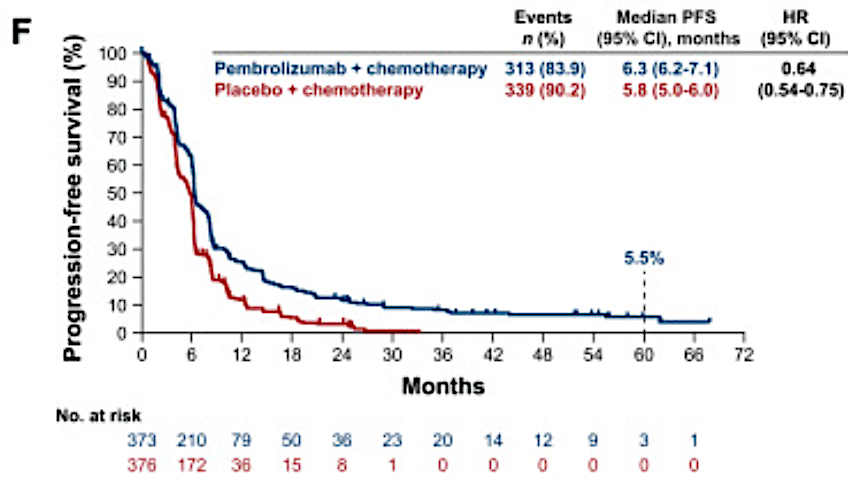 F
Events Median PFS HR
n (%) (95% CI), months (95% CI)
Pembrolizumab + chemotherapy 313 (83.9) 6.3 (6.2-7.1) 0.64
Placebo + chemotherapy 339 (90.2) 5.8 (5.0-6.0) (0.54-0.75)
Progression-free survival (%)
100
90
80
70
60
50
40
30
20
10
0
5.5%
0 6 12 18 24 30 36 42 48 54 60 66 72
Months
No. at risk
373 210 79 50 36 23 20 14 12 9 3 1
376 172 36 15 8 1 0 0 0 0 0 0